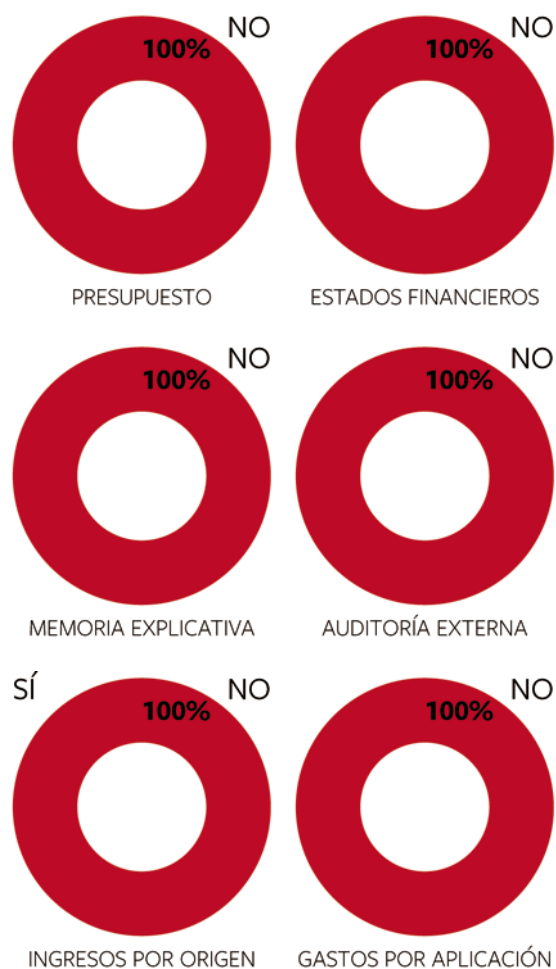 NO
100%
PRESUPUESTO
NO
100%
ESTADOS FINANCIEROS
NO
100%
MEMORIA EXPLICATIVA
NO
100%
AUDITORÍA EXTERNA
SÍ
NO
100%
INGRESOS POR ORIGEN
NO
100%
GASTOS POR APLICACIÓN